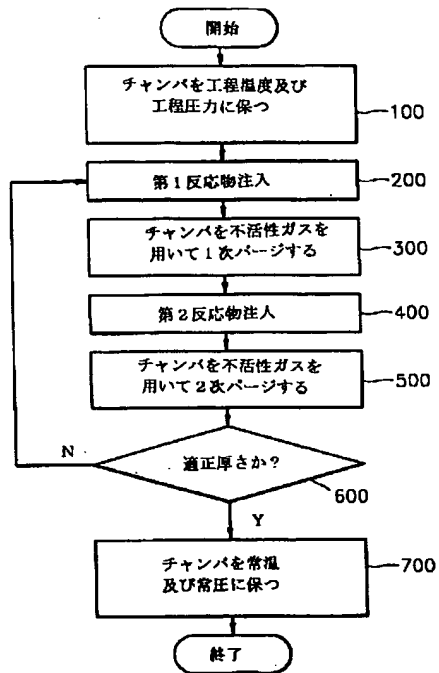 開始
チャンバを工程温度及び
工程圧力に保つ
100
第1反応物注入
200
チャンバを不活性ガスを
用いて1次パージする
300
第2反応物注入
400
チャンバを不活性ガスを
用いて2次パージする
500
適正厚さか?
N
600
Y
チャンバを常温
及び常圧に保つ
700
終了